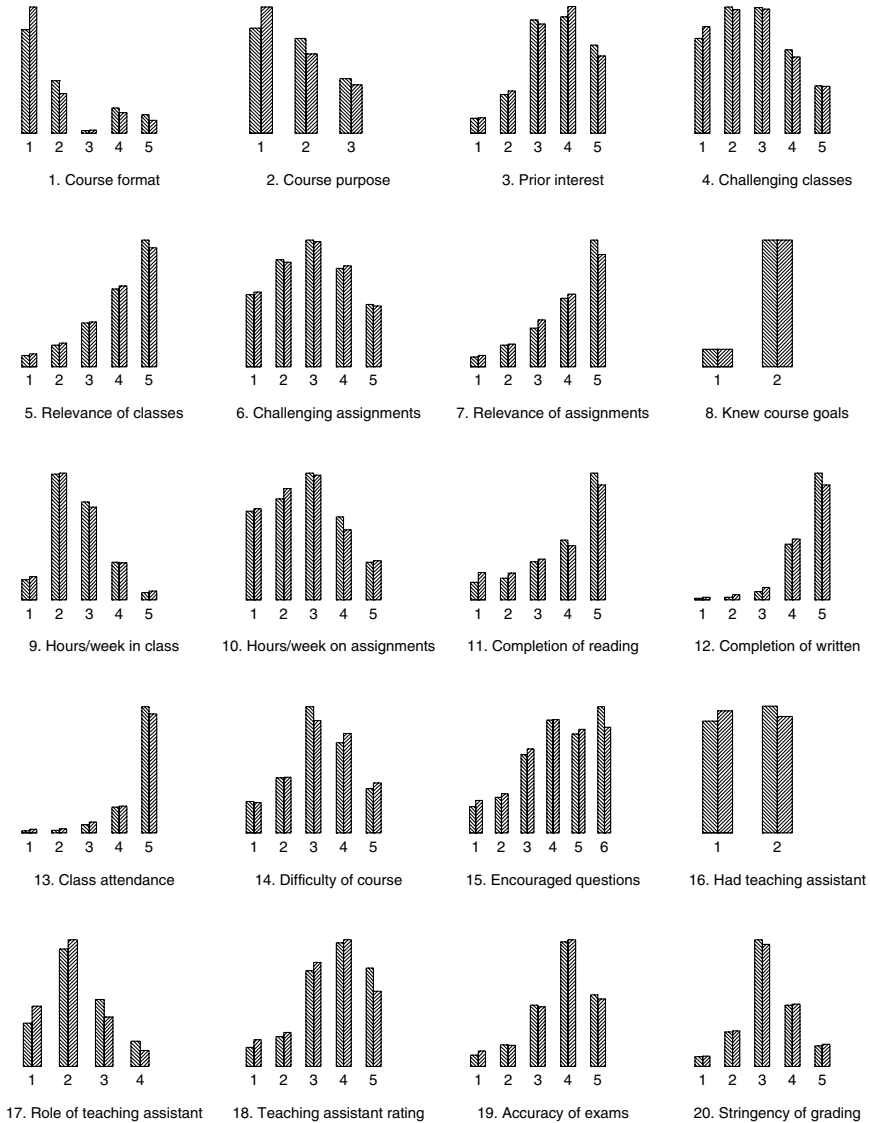 1 2 3 4 5
1 2 3
1 2 3 4 5
1 2 3 4 5
1. Course format
2. Course purpose
3. Prior interest
4. Challenging classes
1 2 3 4 5
1 2 3 4 5
1 2 3 4 5
1 2
5. Relevance of classes
6. Challenging assignments
7. Relevance of assignments
8. Knew course goals
1 2 3 4 5
1 2 3 4 5
1 2 3 4 5
1 2 3 4 5
9. Hours/week in class
10. Hours/week on assignments
11. Completion of reading
12. Completion of written
1 2 3 4 5
1 2 3 4 5
1 2 3 4 5 6
1 2
13. Class attendance
14. Difficulty of course
15. Encouraged questions
16. Had teaching assistant
1 2 3 4
1 2 3 4 5
1 2 3 4 5
1 2 3 4 5
17. Role of teaching assistant
18. Teaching assistant rating
19. Accuracy of exams
20. Stringency of grading